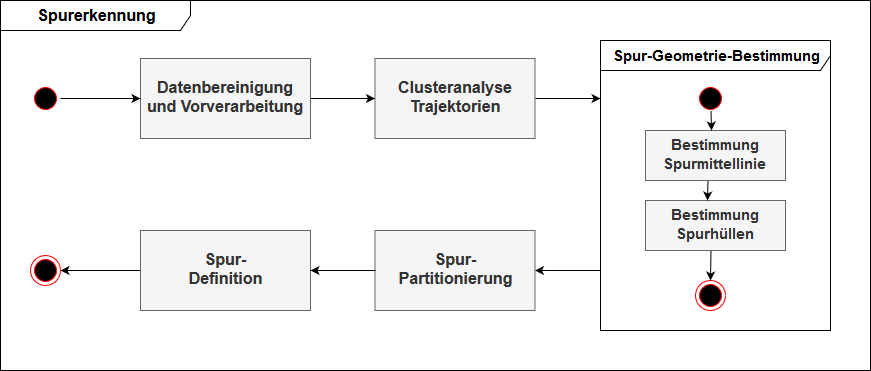 Spurerkennung
Datenbereinigung
und Vorverarbeitung
Clusteranalyse
Trajektorien
Spur-Geometrie-Bestimmung
Bestimmung
Spurmittellinie
Bestimmung
Spurhüllen
Spur-
Partitionierung
Spur-
Definition